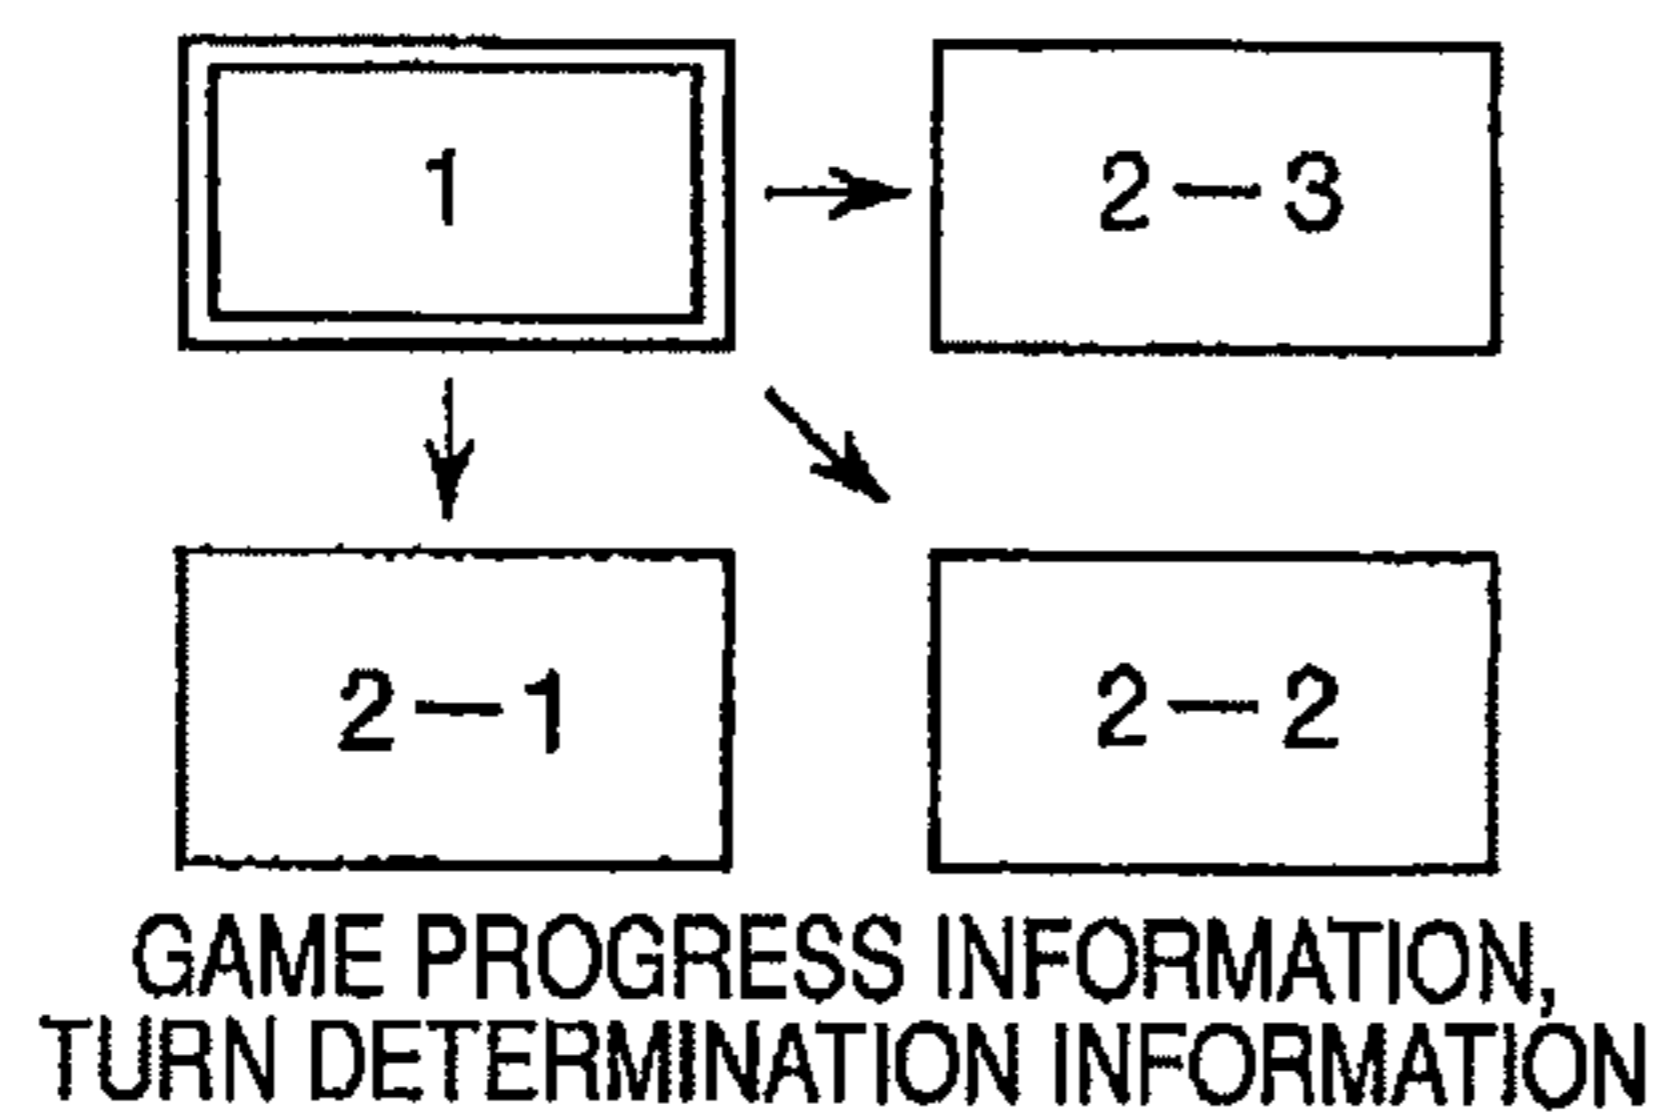 1
2-3
2-1
2-2
GAME PROGRESS INFORMATION,
TURN DETERMINATION INFORMATION